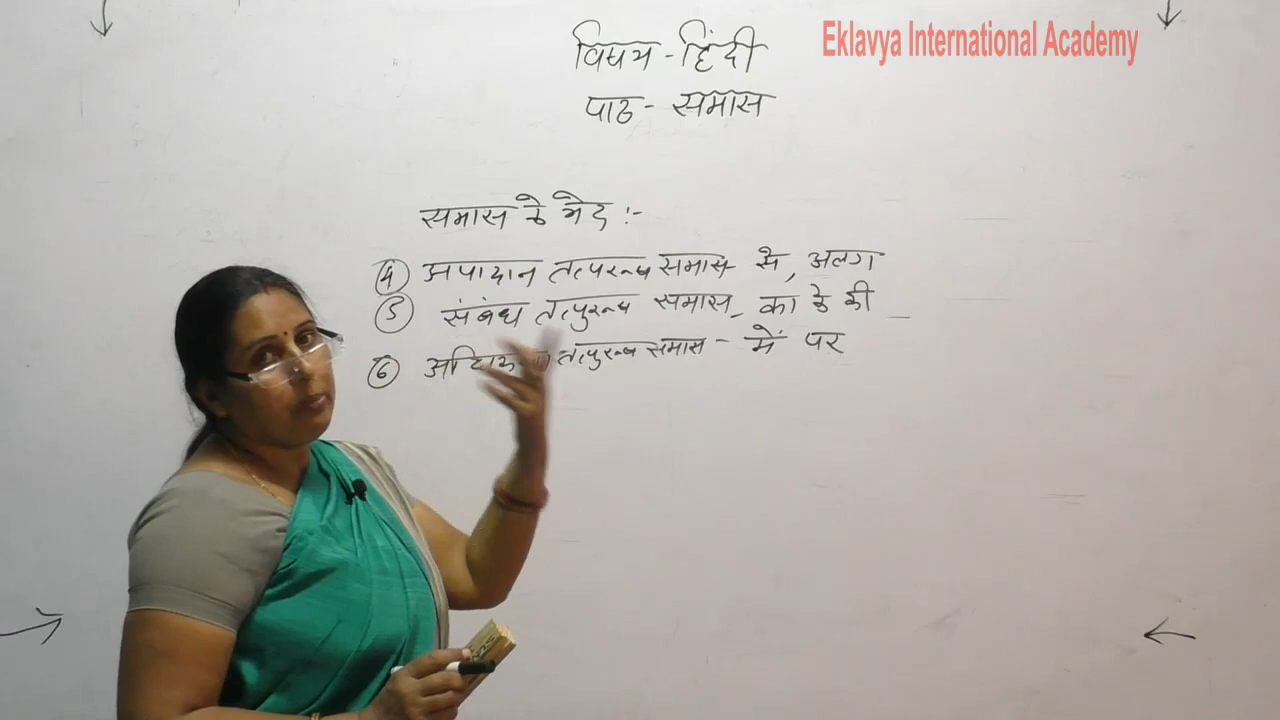 Eklavya International Academy
विषय - हिंदी
पाठ - समास
समास के भेद :-
④ अपादान तत्पुरूष समास से, अलग
⑤ संबंध तत्पुरूष समास, का के की
⑥ तत्पुरूष समास - में पर